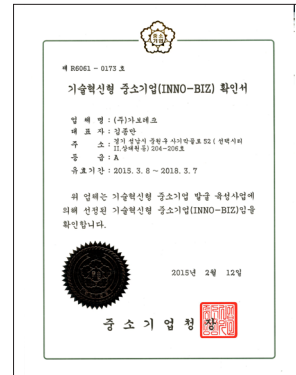 제 R6061 - 0173 호
기술혁신형 중소기업(INNO-BIZ) 확인서
업 체 명 : (주)가보테크
대 표 자 : 김종만
주 소 : 경기 성남시 중원구 사기막골로 52 ( 선택시티
II,상대원동) 204-206호
등 급 : A
유효기간 : 2015. 3. 8 ~ 2018. 3. 7
위 업체는 기술혁신형 중소기업 발굴 육성사업에
의해 선정된 기술혁신형 중소기업(INNO-BIZ)임을
확인합니다.
2015년 2월 12일
중 소 기 업 청 장